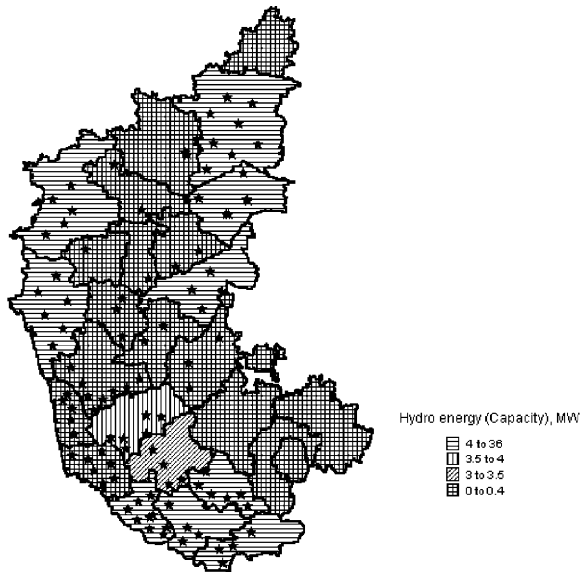 Hydro energy (Capacity), MW
4 to 36
3.5 to 4
3 to 3.5
0 to 0.4